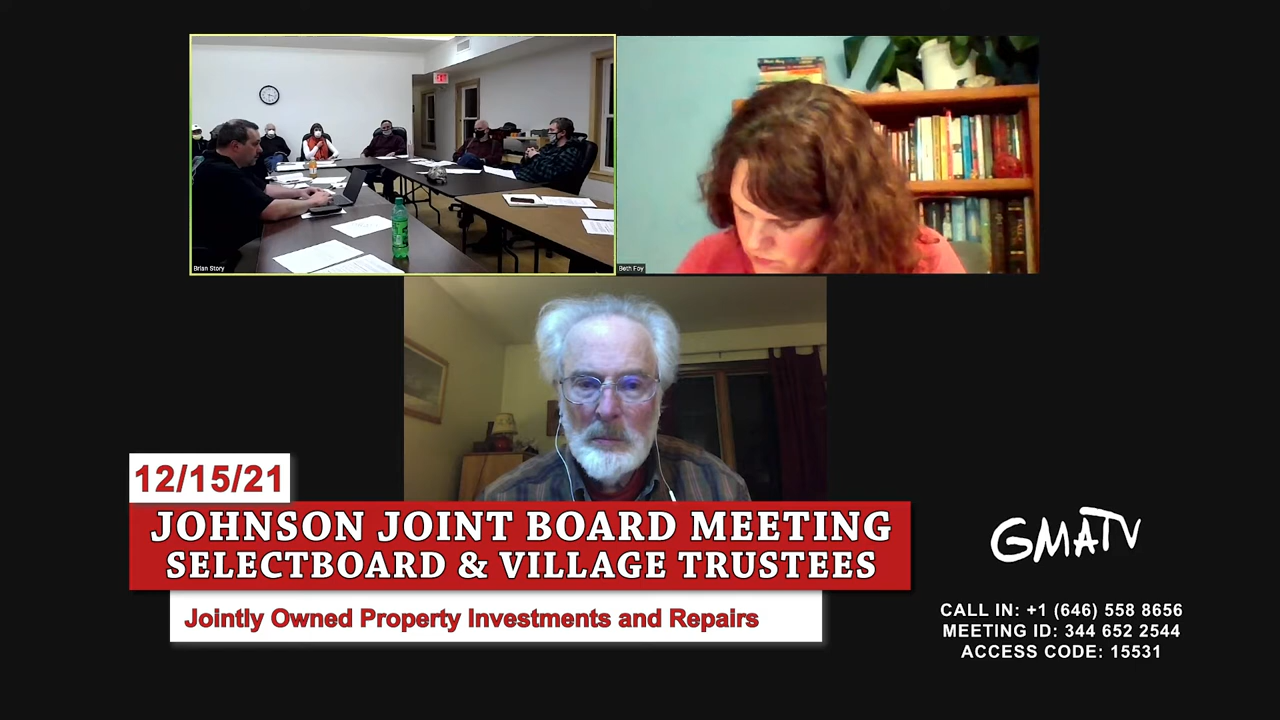 Brian Story
Beth Foy
12/15/21
JOHNSON JOINT BOARD MEETING
SELECTBOARD & VILLAGE TRUSTEES
Jointly Owned Property Investments and Repairs
GMATV
CALL IN: +1 (646) 558 8656
MEETING ID: 344 652 2544
ACCESS CODE: 15531